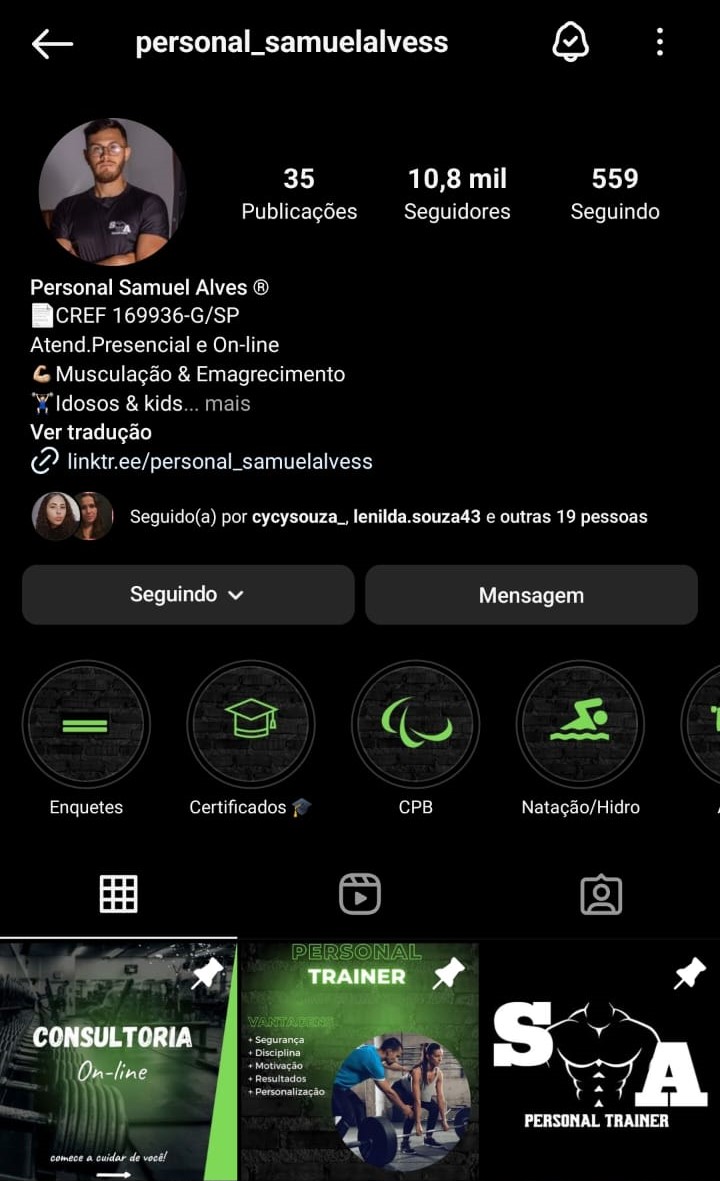 personal_samuelalvess
35 10,8 mil 559
Publicações Seguidores Seguindo
Personal Samuel Alves ®
CREF 169936-G/SP
Atend.Presencial e On-line
Musculação & Emagrecimento
Idosos & kids... mais
Ver tradução
linktr.ee/personal_samuelalvess
Seguido(a) por cycysouza_, lenilda.souza43 e outras 19 pessoas
Seguindo Mensagem
Enquetes Certificados CPB Natação/Hidro
CONSULTORIA
On-line
comece a cuidar de você!
PERSONAL
TRAINER
VANTAGENS
+ Segurança
+ Disciplina
+ Motivação
+ Resultados
+ Personalização
S A
PERSONAL TRAINER